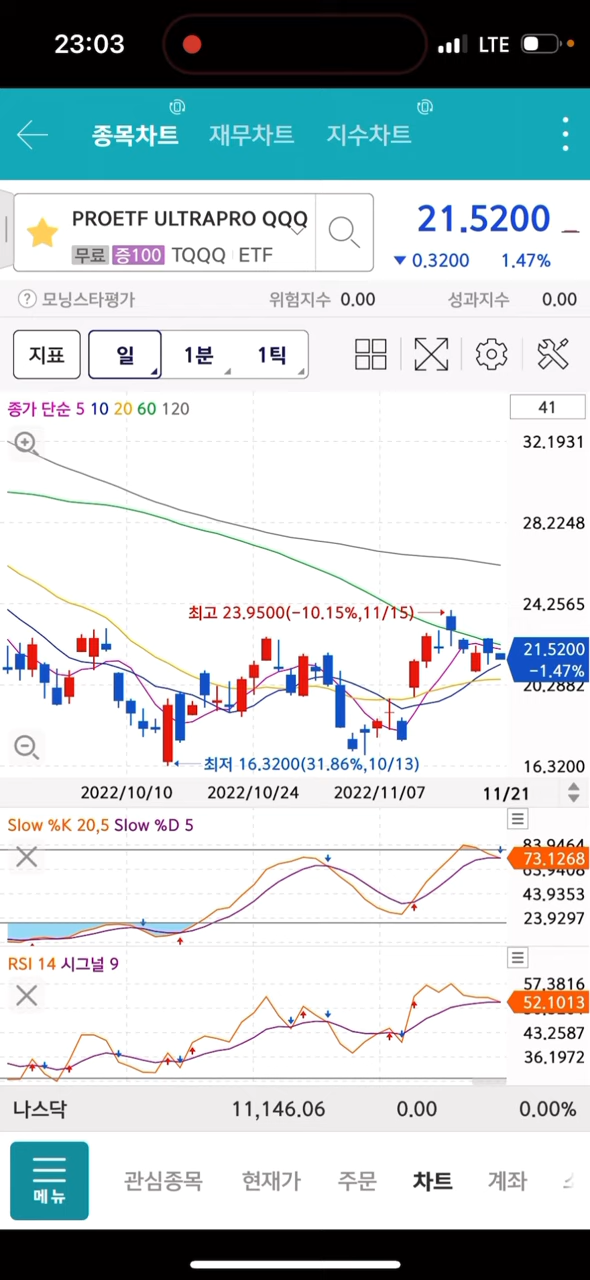 23:03
LTE
종목차트 재무차트 지수차트
PROETF ULTRAPRO QQQ
무료 증100 TQQQ ETF
21.5200
▼ 0.3200 1.47%
? 모닝스타평가 위험지수 0.00 성과지수 0.00
지표 일 1분 1틱
종가 단순 5 10 20 60 120
41
32.1931
28.2248
최고 23.9500(−10.15%,11/15)
24.2565
21.5200
−1.47%
20.2882
최저 16.3200(31.86%,10/13)
16.3200
2022/10/10 2022/10/24 2022/11/07 11/21
Slow %K 20,5 Slow %D 5
83.9464
73.1268
63.9408
43.9353
23.9297
RSI 14 시그널 9
57.3816
52.1013
43.2587
36.1972
나스닥 11,146.06 0.00 0.00%
메뉴 관심종목 현재가 주문 차트 계좌